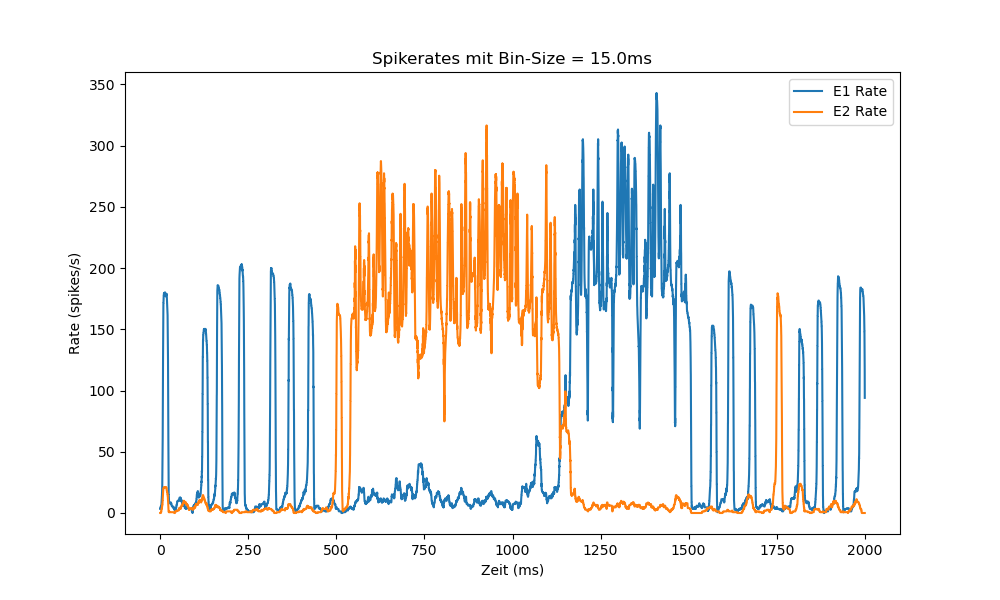 Spikerates mit Bin-Size = 15.0ms
E1 Rate
E2 Rate
Rate (spikes/s)
350
300
250
200
150
100
50
0
0 250 500 750 1000 1250 1500 1750 2000
Zeit (ms)